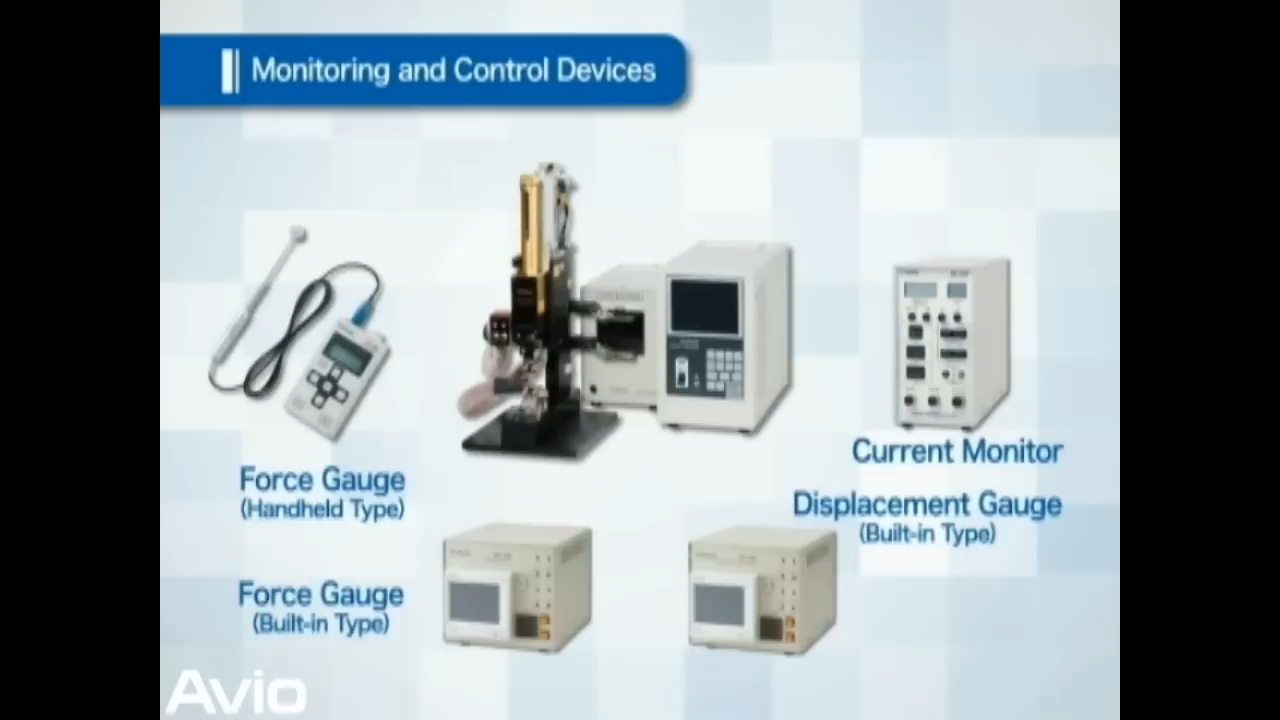 Monitoring and Control Devices
Current Monitor
Force Gauge
(Handheld Type)
Displacement Gauge
(Built-in Type)
Force Gauge
(Built-in Type)
Avio